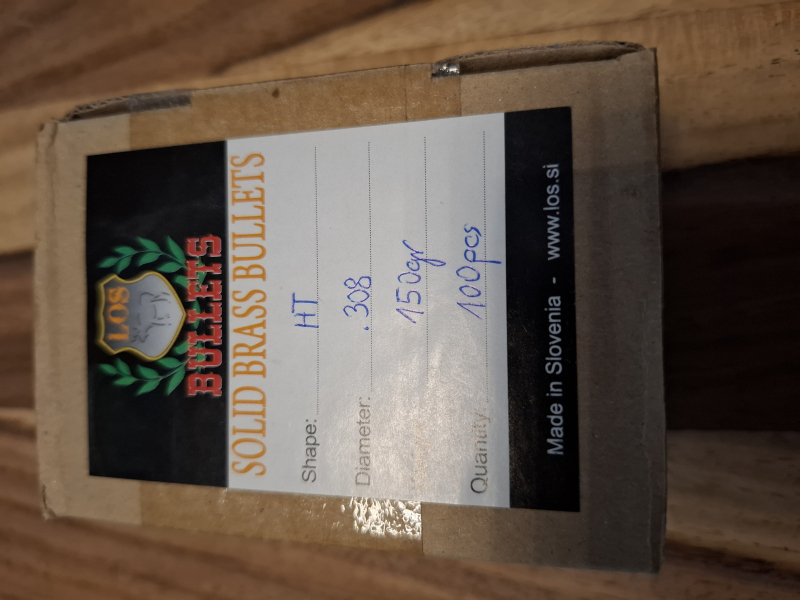 LOS
BULLETS
SOLID BRASS BULLETS
Shape: HT
Diameter: .308
150gr
Quantity 100pcs
Made in Slovenia - www.los.si